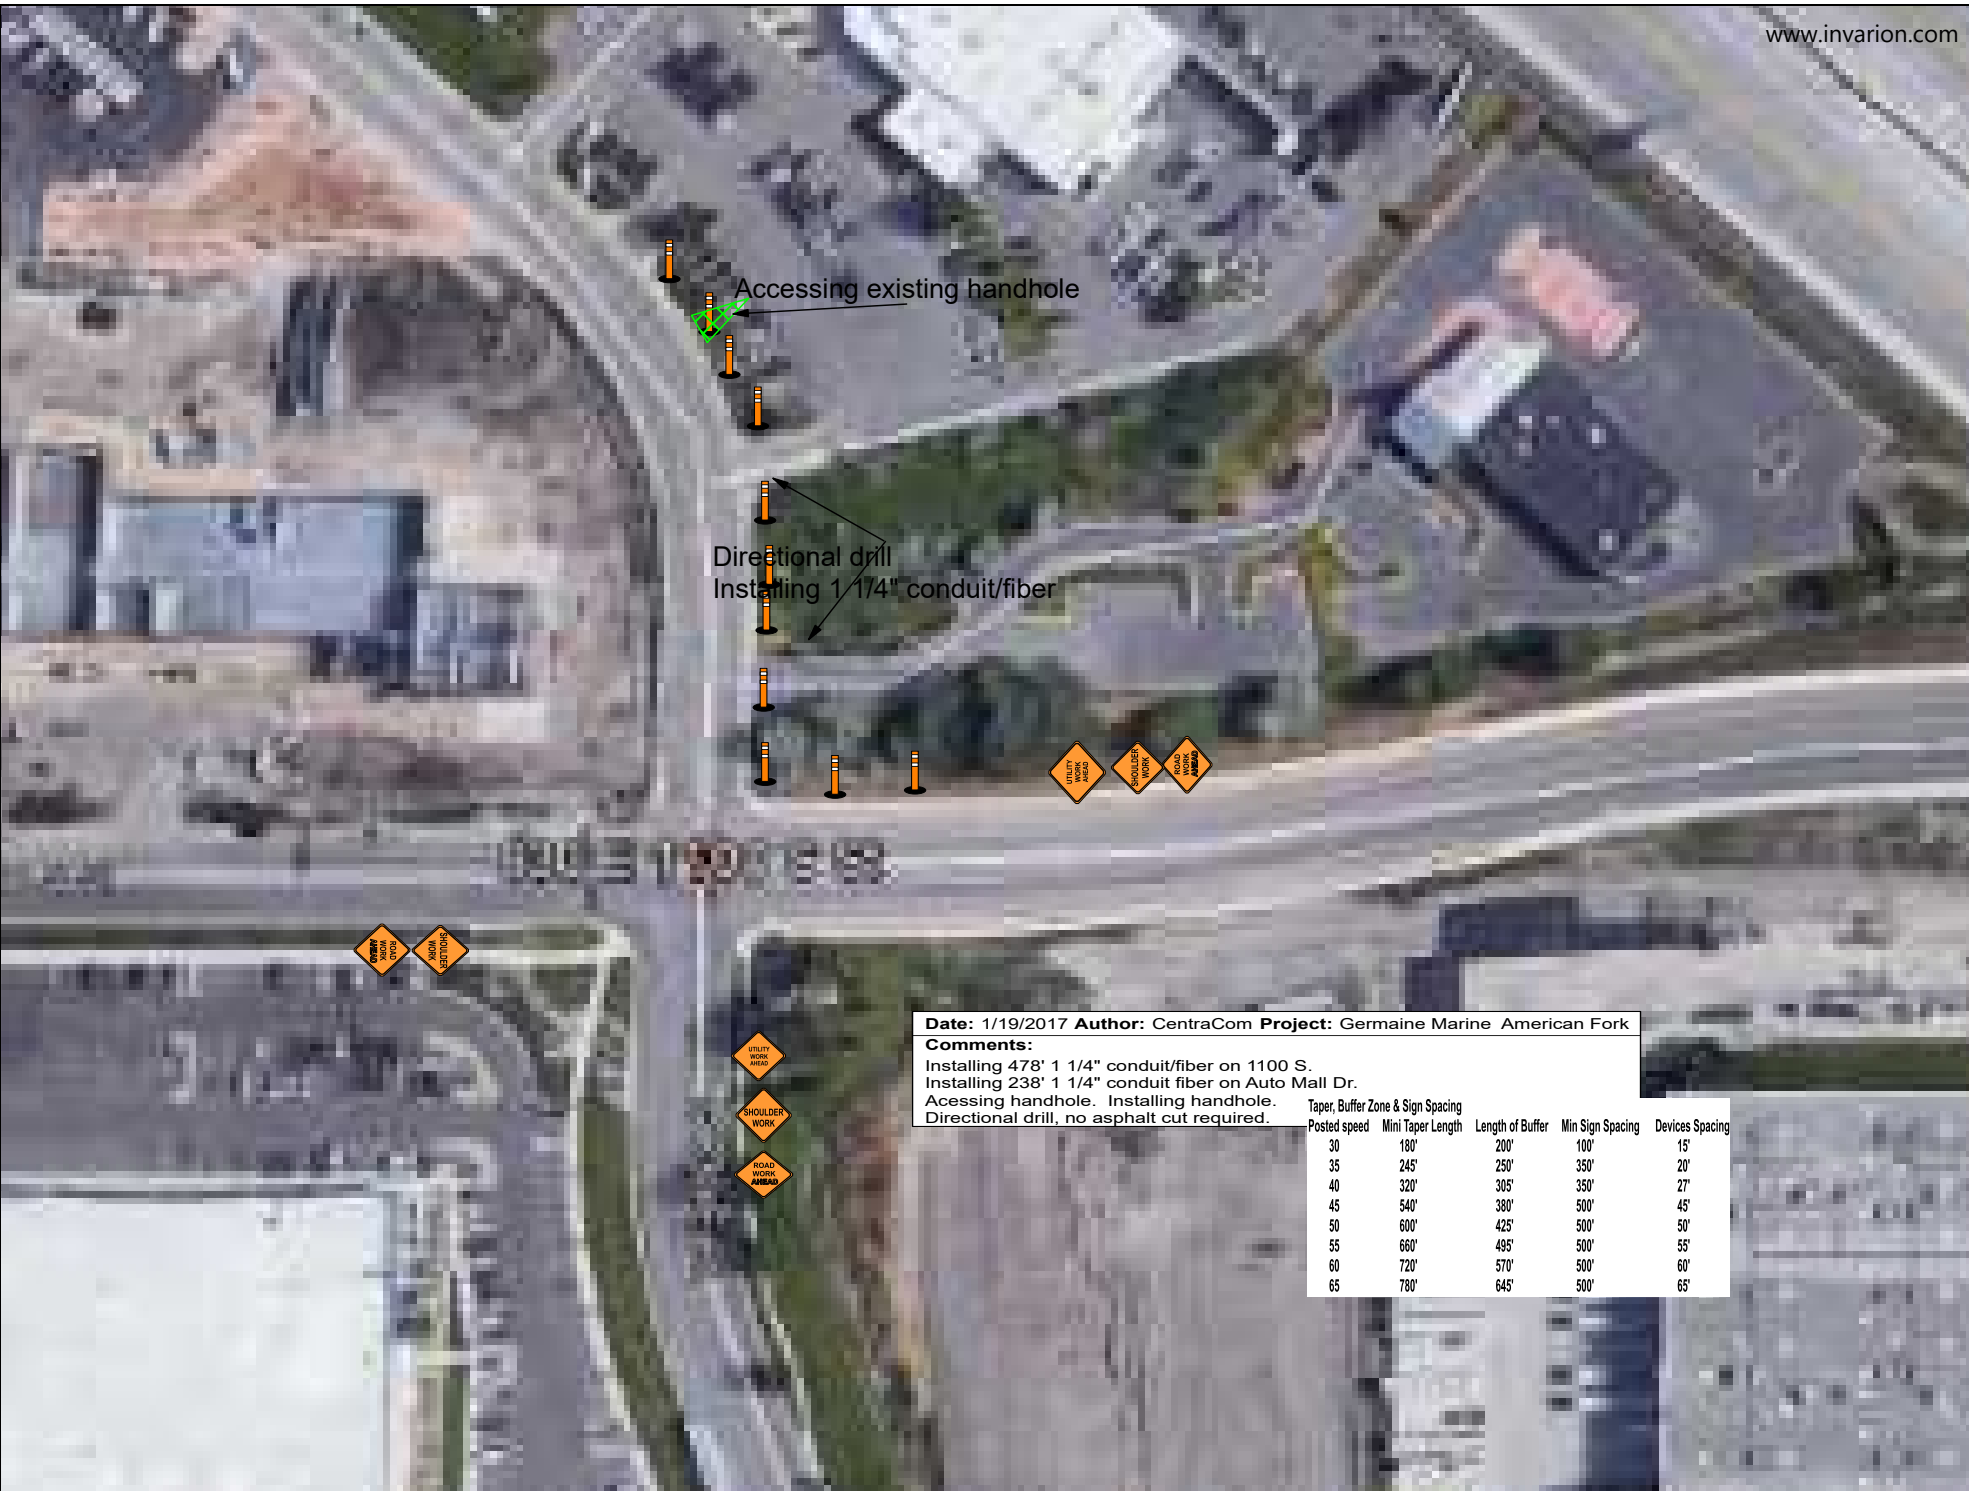 www.invarion.com
Accessing existing handhole
Directional drill
Installing 1 1/4" conduit/fiber
UTILITY
WORK
AHEAD
SHOULDER
WORK
ROAD
WORK
AHEAD
ROAD
WORK
AHEAD
SHOULDER
WORK
UTILITY
WORK
AHEAD
SHOULDER
WORK
ROAD
WORK
AHEAD
Date: 1/19/2017 Author: CentraCom Project: Germaine Marine American Fork
Comments:
Installing 478' 1 1/4" conduit/fiber on 1100 S.
Installing 238' 1 1/4" conduit fiber on Auto Mall Dr.
Acessing handhole. Installing handhole.
Directional drill, no asphalt cut required.
Taper, Buffer Zone & Sign Spacing
Posted speed Mini Taper Length Length of Buffer Min Sign Spacing Devices Spacing
30 180' 200' 100' 15'
35 245' 250' 350' 20'
40 320' 305' 350' 27'
45 540' 380' 500' 45'
50 600' 425' 500' 50'
55 660' 495' 500' 55'
60 720' 570' 500' 60'
65 780' 645' 500' 65'